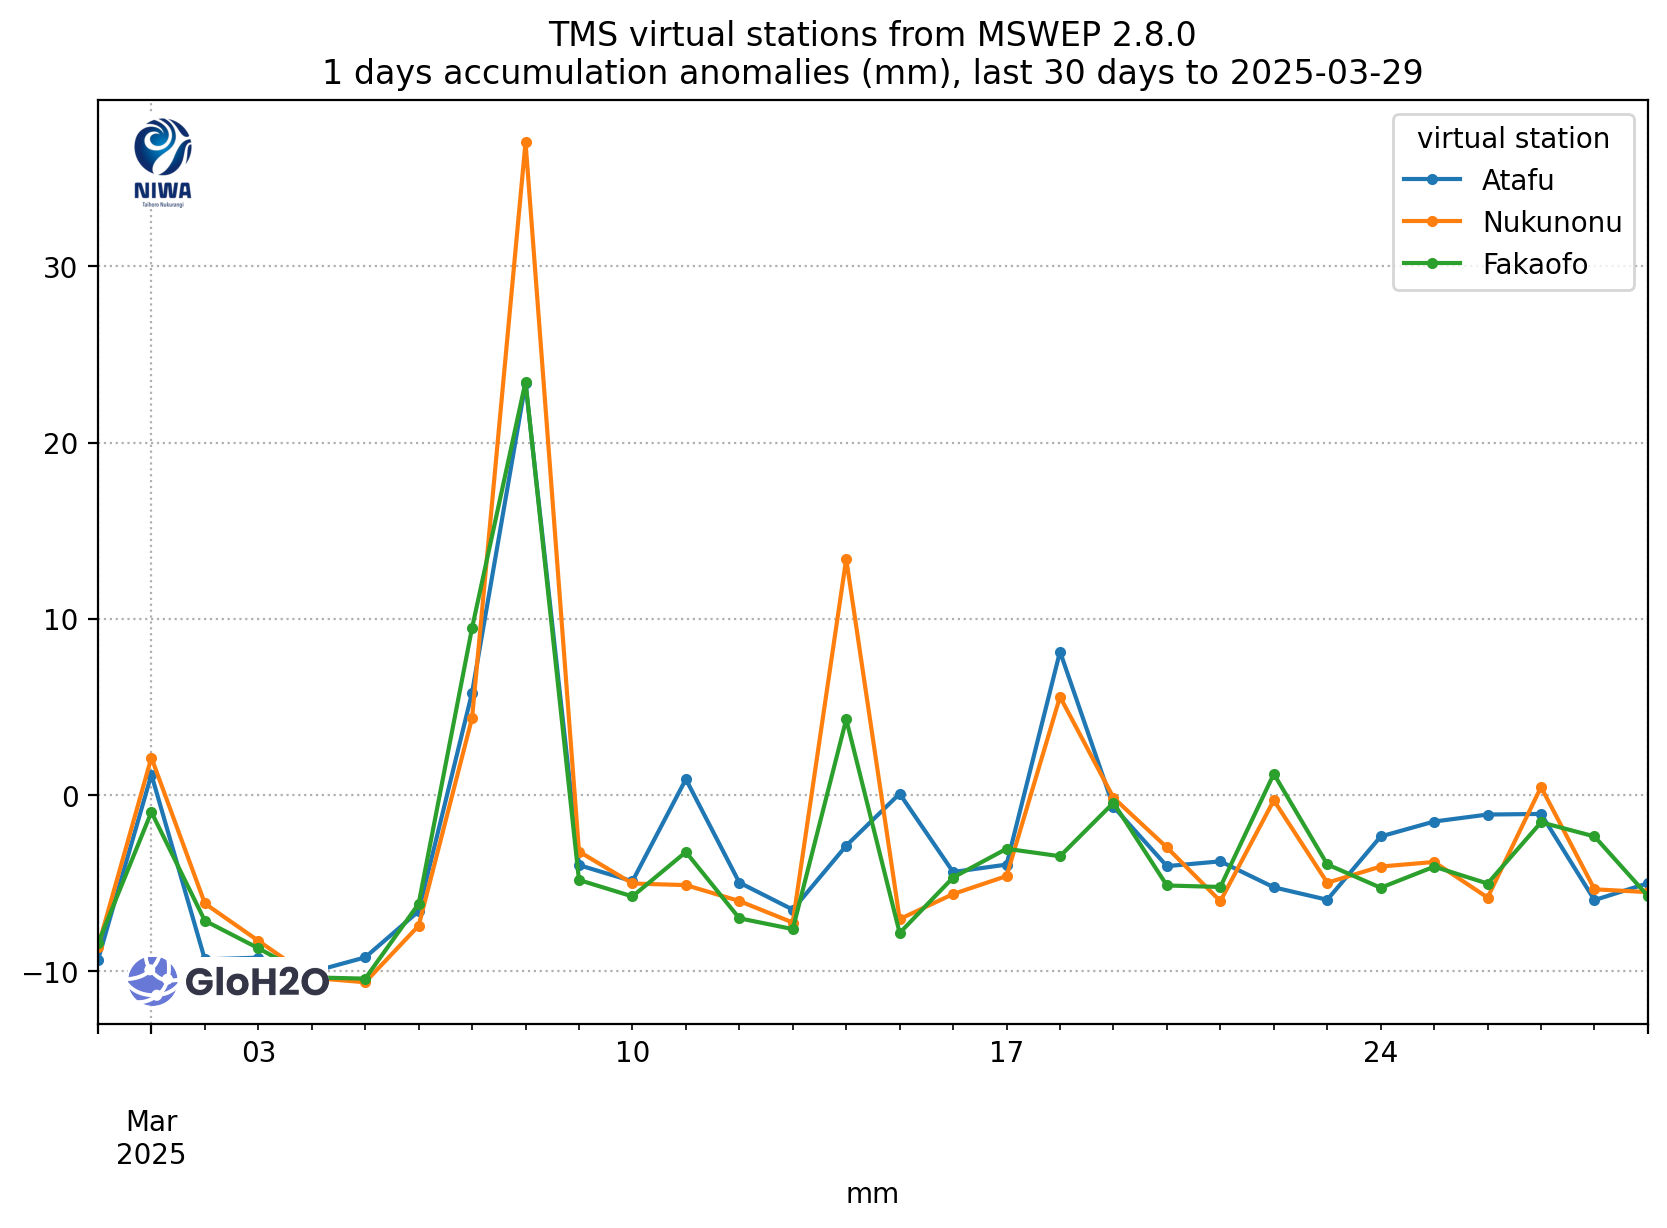 TMS virtual stations from MSWEP 2.8.0
1 days accumulation anomalies (mm), last 30 days to 2025-03-29
NIWA
Taihoro Nukurangi
virtual station
Atafu
Nukunonu
Fakaofo
30
20
10
0
−10
GloH2O
03
10
17
24
Mar
2025
mm